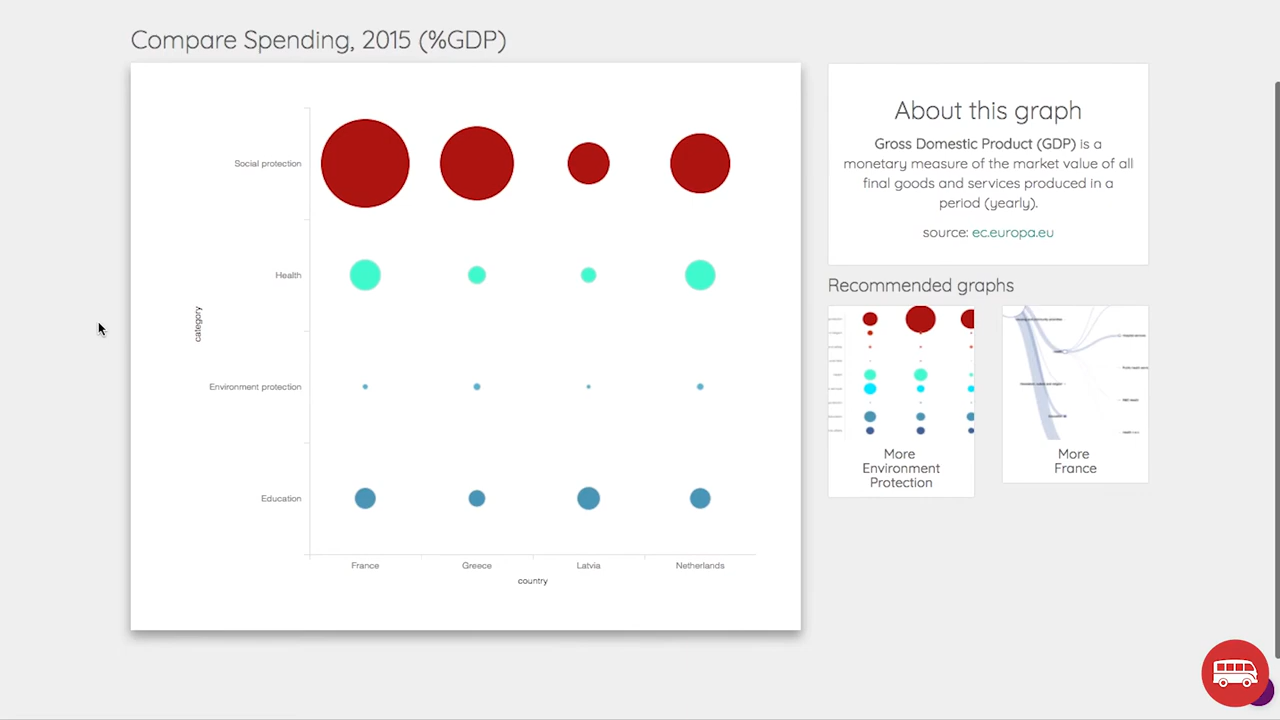 Compare Spending, 2015 (%GDP)
Social protection
Health
category
Environment protection
Education
France
Greece
Latvia
Netherlands
country
About this graph
Gross Domestic Product (GDP) is a
monetary measure of the market value of all
final goods and services produced in a
period (yearly).
source: ec.europa.eu
Recommended graphs
More
Environment
Protection
More
France